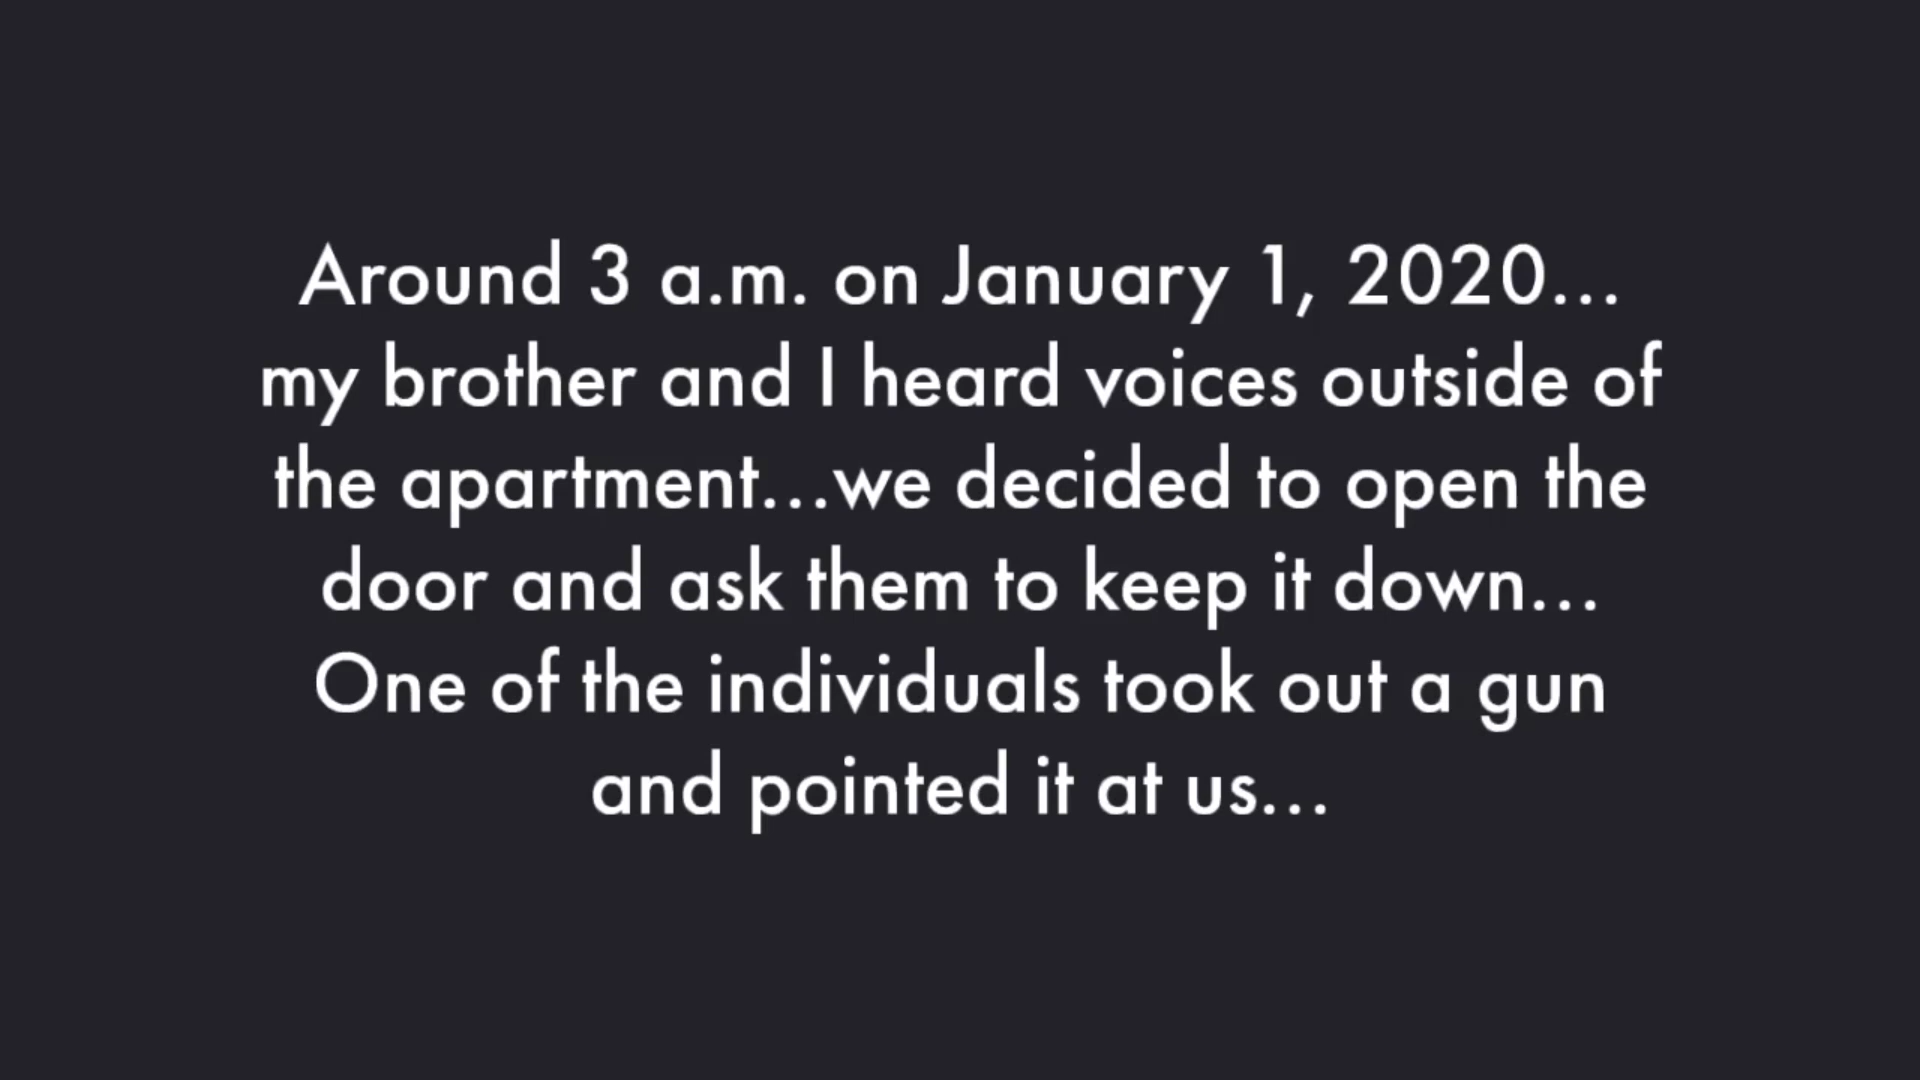 Around 3 a.m. on January 1, 2020...
my brother and I heard voices outside of
the apartment...we decided to open the
door and ask them to keep it down...
One of the individuals took out a gun
and pointed it at us...